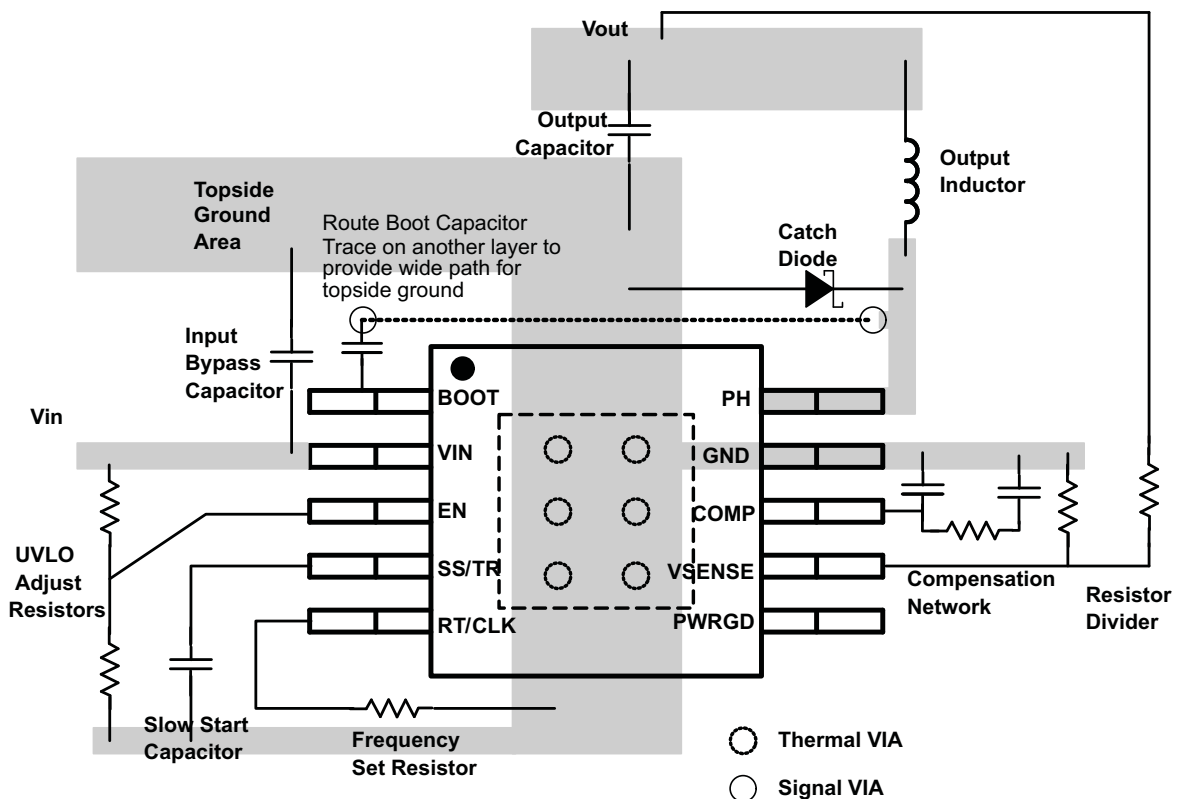 Vout
Output
Capacitor
Output
Inductor
Topside
Ground
Area
Route Boot Capacitor
Trace on another layer to
provide wide path for
topside ground
Catch
Diode
Input
Bypass
Capacitor
BOOT
PH
Vin
VIN
GND
EN
COMP
UVLO
Adjust
Resistors
SS/TR
VSENSE
Compensation
Network
Resistor
Divider
RT/CLK
PWRGD
Slow Start
Capacitor
Frequency
Set Resistor
Thermal VIA
Signal VIA